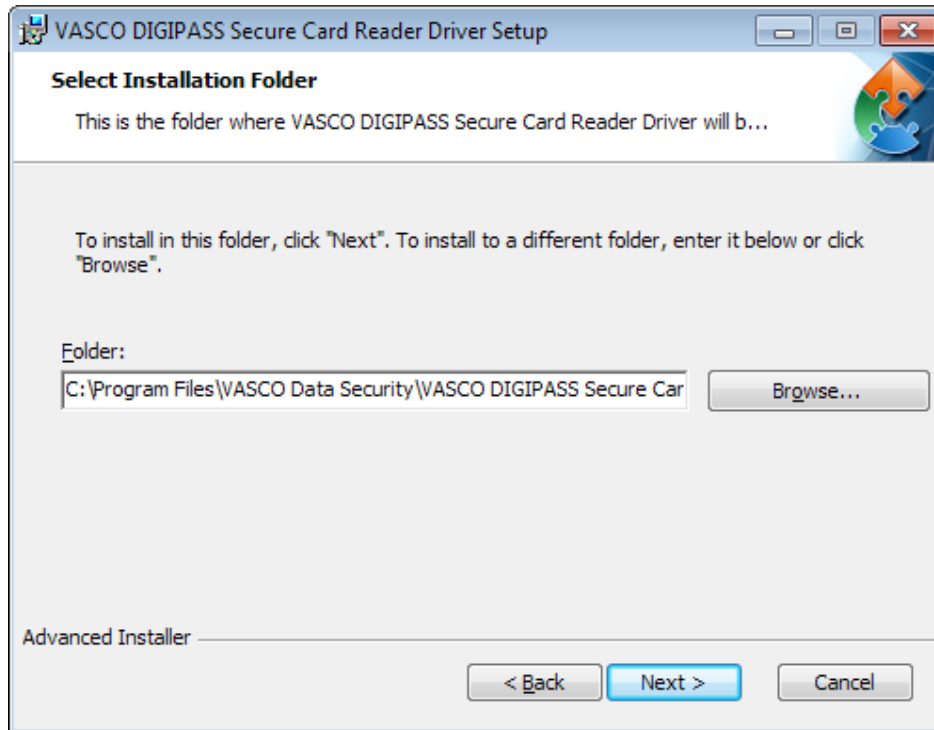 VASCO DIGIPASS Secure Card Reader Driver Setup
Select Installation Folder
This is the folder where VASCO DIGIPASS Secure Card Reader Driver will b...
To install in this folder, click "Next". To install to a different folder, enter it below or click
"Browse".
Folder:
C:\Program Files\VASCO Data Security\VASCO DIGIPASS Secure Car
Browse...
Advanced Installer
< Back
Next >
Cancel